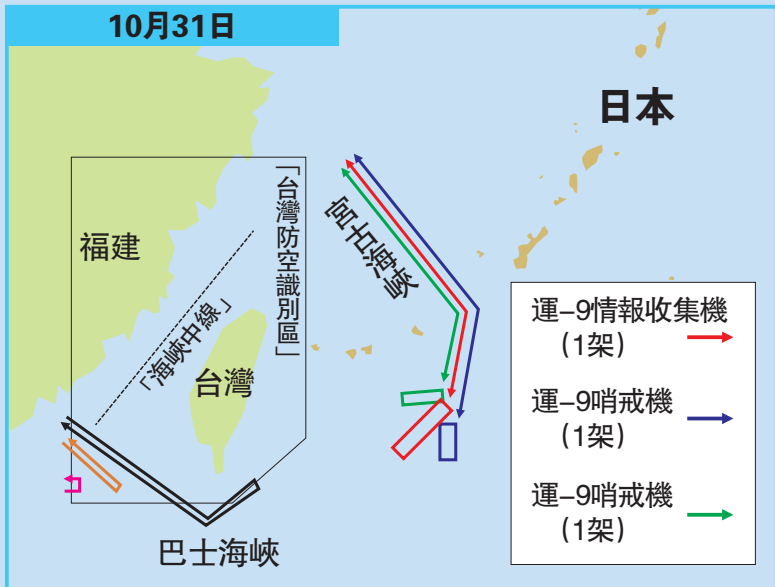 10月31日
日本
「台灣防空識別區」
宮古海峽
福建
「海峽中線」
台灣
巴士海峽
運–9情報收集機
(1架)
運–9哨戒機
(1架)
運–9哨戒機
(1架)